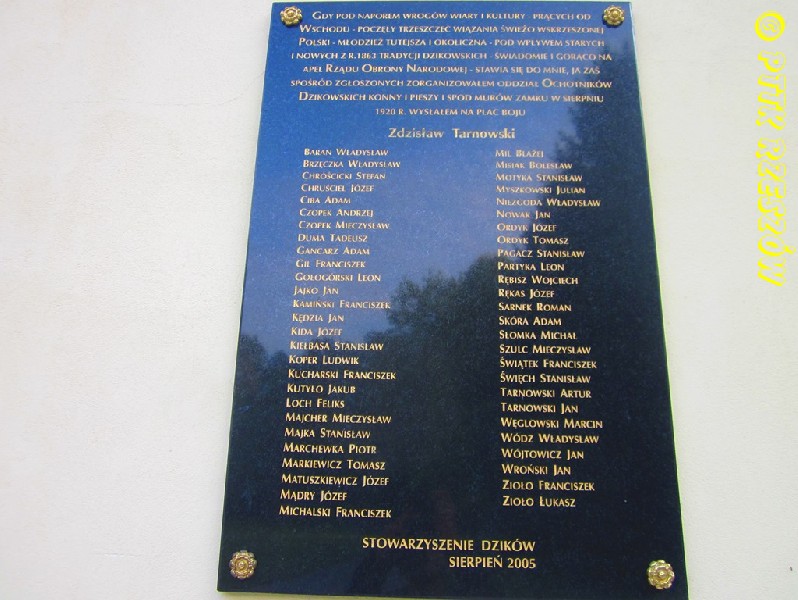 Gdy pod naporem wrogów wiary i kultury - prących od
Wschodu - poczęły trzeszczeć wiązania świeżo wskrzeszonej
Polski - młodzież tutejsza i okoliczna - pod wpływem starych
i nowych z r.1863 tradycji dzikowskich - świadomie i gorąco na
apel Rządu Obrony Narodowej - stawia się do mnie, ja zaś
spośród zgłoszonych zorganizowałem oddział Ochotników
Dzikowskich konny i pieszy i spod murów zamku w sierpniu
1920 r. wysłałem na plac boju
Zdzisław Tarnowski
Baran Władysław
Brzęczka Władysław
Chrościcki Stefan
Chruściel Józef
Ciba Adam
Czopek Andrzej
Czopek Mieczysław
Duma Tadeusz
Gancarz Adam
Gil Franciszek
Gołogórski Leon
Jajko Jan
Kamiński Franciszek
Kędzia Jan
Kida Józef
Kiełbasa Stanisław
Koper Ludwik
Kucharski Franciszek
Kutyło Jakub
Loch Feliks
Majcher Mieczysław
Majka Stanisław
Marchewka Piotr
Markiewicz Tomasz
Matuszkiewicz Józef
Mądry Józef
Michalski Franciszek
Mil Błażej
Misiak Bolesław
Motyka Stanisław
Myszkowski Julian
Niezgoda Władysław
Nowak Jan
Ordyk Józef
Ordyk Tomasz
Pagacz Stanisław
Partyka Leon
Rębisz Wojciech
Rękas Józef
Sarnek Roman
Skóra Adam
Słomka Michał
Szulc Mieczysław
Świątek Franciszek
Święch Stanisław
Tarnowski Artur
Tarnowski Jan
Węglowski Marcin
Wódz Władysław
Wójtowicz Jan
Wroński Jan
Zioło Franciszek
Zioło Łukasz
STOWARZYSZENIE DZIKÓW
SIERPIEŃ 2005
© PTTK RZESZÓW